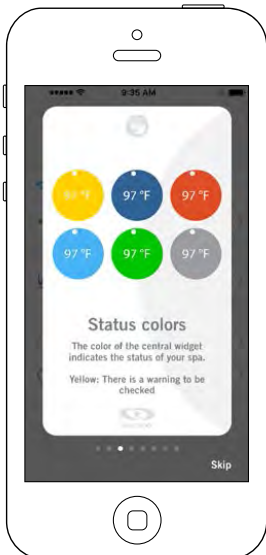 9:35 AM
97 °F 97 °F 97 °F
97 °F 97 °F 97 °F
Status colors
The color of the central widget
indicates the status of your spa.
Yellow: There is a warning to be
checked
Skip